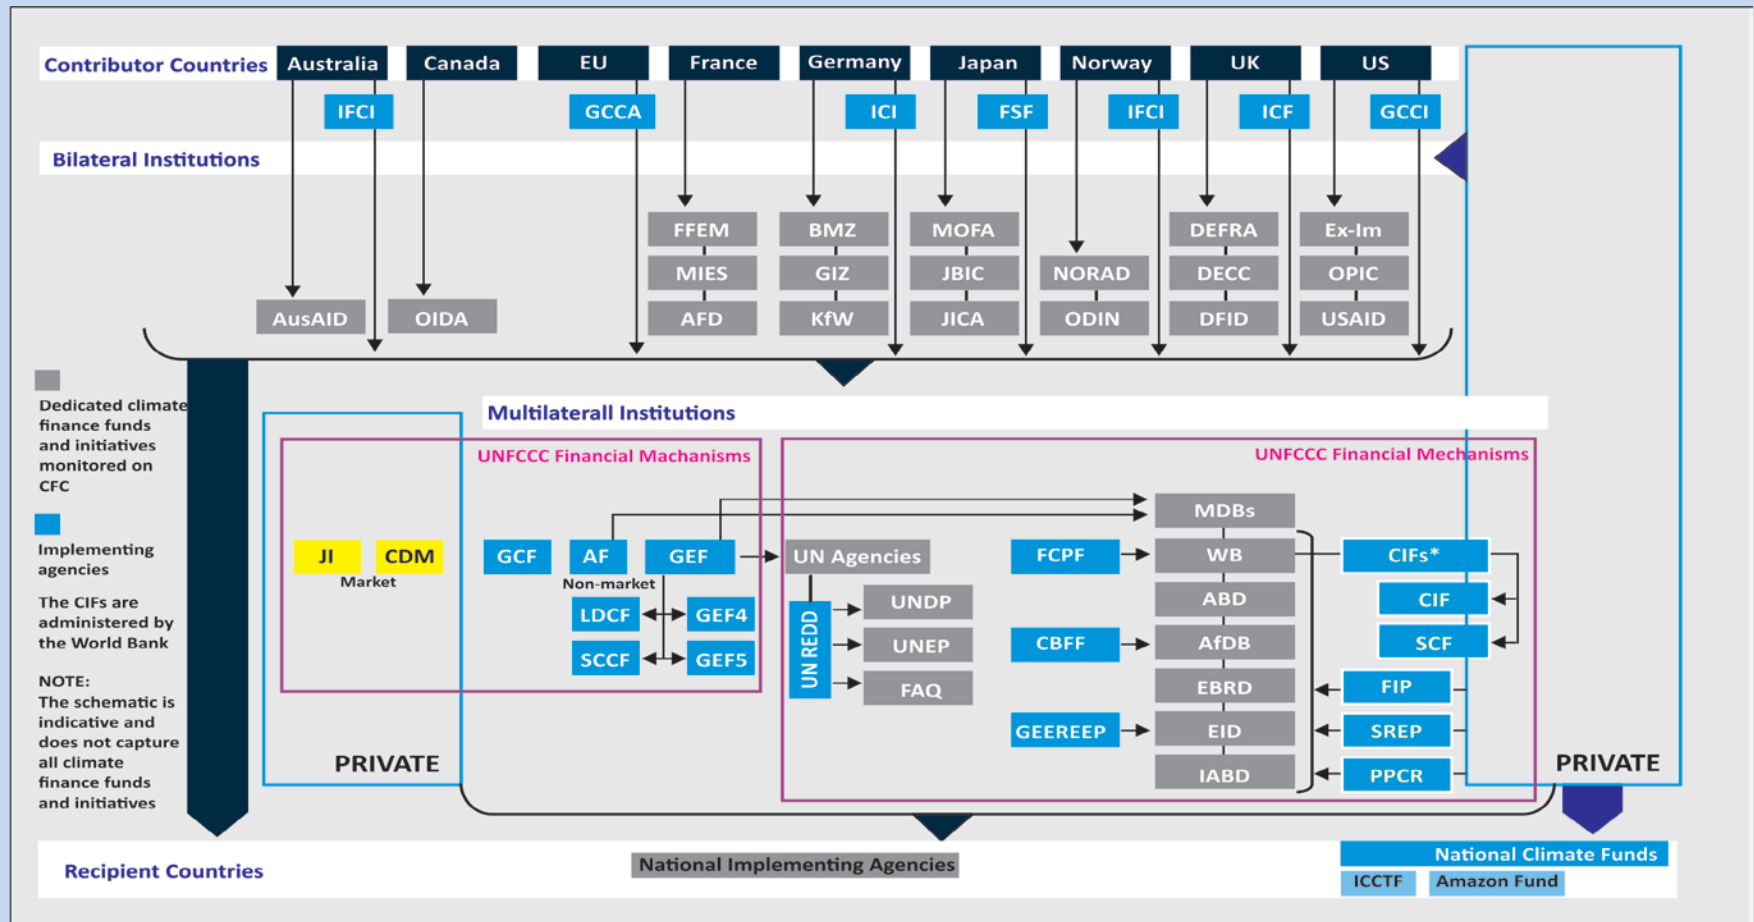 Contributor Countries
Australia
Canada
EU
France
Germany
Japan
Norway
UK
US
IFCI
GCCA
ICI
FSF
IFCI
ICF
GCCI
Bilateral Institutions
FFEM
BMZ
MOFA
DEFRA
Ex-Im
MIES
GIZ
JBIC
NORAD
DECC
OPIC
AusAID
OIDA
AFD
KfW
JICA
ODIN
DFID
USAID
Dedicated climate
finance funds
and initiatives
monitored on
CFC
Implementing
agencies
The CIFs are
administered by
the World Bank
NOTE:
The schematic is
indicative and
does not capture
all climate
finance funds
and initiatives
Multilaterall Institutions
UNFCCC Financial Machanisms
JI
CDM
Market
GCF
AF
GEF
Non-market
LDCF
GEF4
SCCF
GEF5
PRIVATE
UNFCCC Financial Mechanisms
UN Agencies
UN REDD
UNDP
UNEP
FAQ
FCPF
CBFF
GEEREEP
MDBs
WB
ABD
AfDB
EBRD
EID
IABD
CIFs*
CIF
SCF
FIP
SREP
PPCR
PRIVATE
Recipient Countries
National Implementing Agencies
National Climate Funds
ICCTF
Amazon Fund